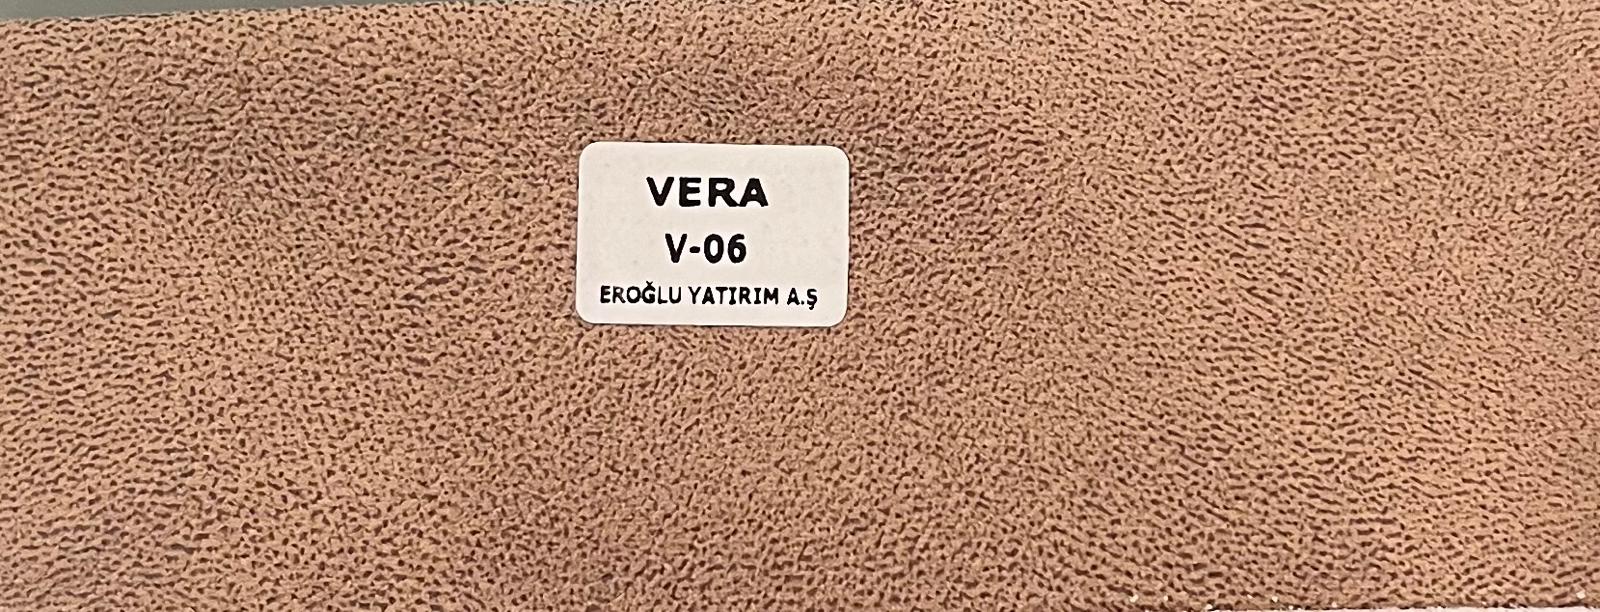 VERA
V-06
EROĞLU YATIRIM A.Ş